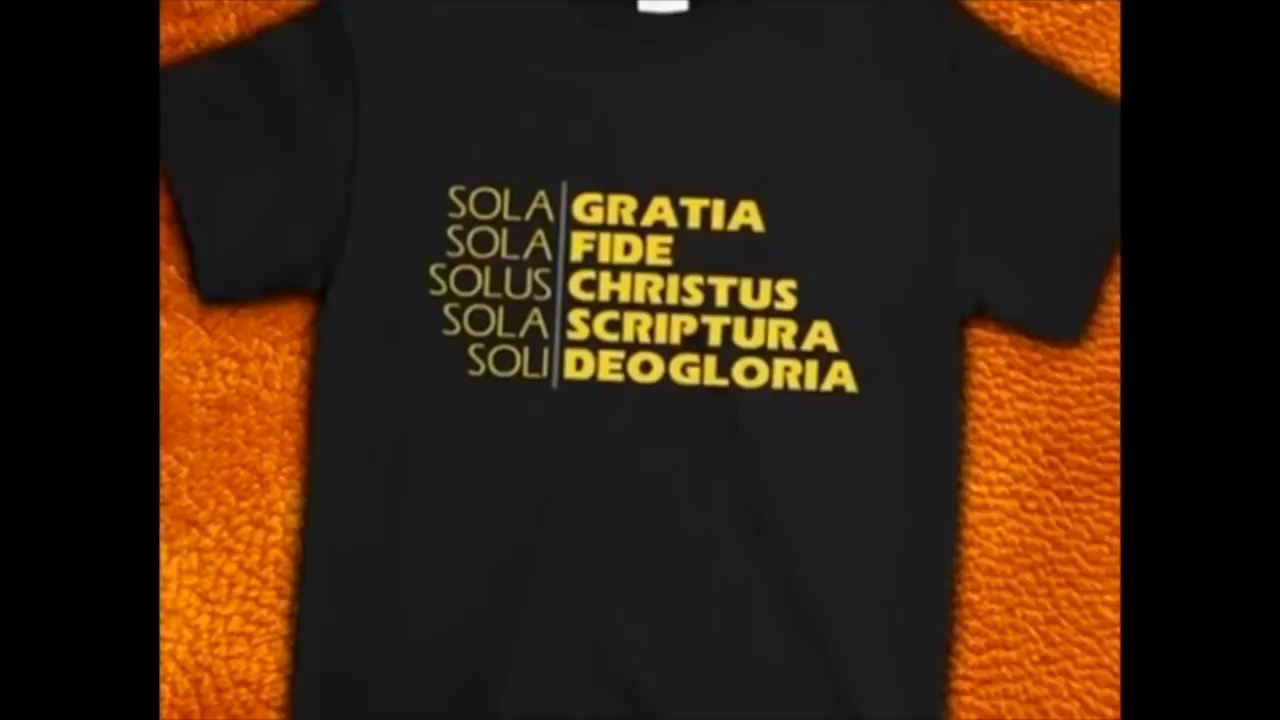 SOLA GRATIA
SOLA FIDE
SOLUS CHRISTUS
SOLA SCRIPTURA
SOLI DEOGLORIA